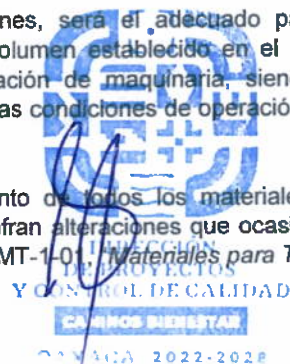 nes, será el adecuado pa
olumen establecido en el
ación de maquinaria, sien
as condiciones de operació
nto de todos los materiale
ufran alteraciones que ocasi
MT-1-01, Materiales para T
DIRECCIÓN
DE PROYECTOS
Y CONTROL DE CALIDAD
CAMINOS BIENESTAR
OAXACA 2022-2028